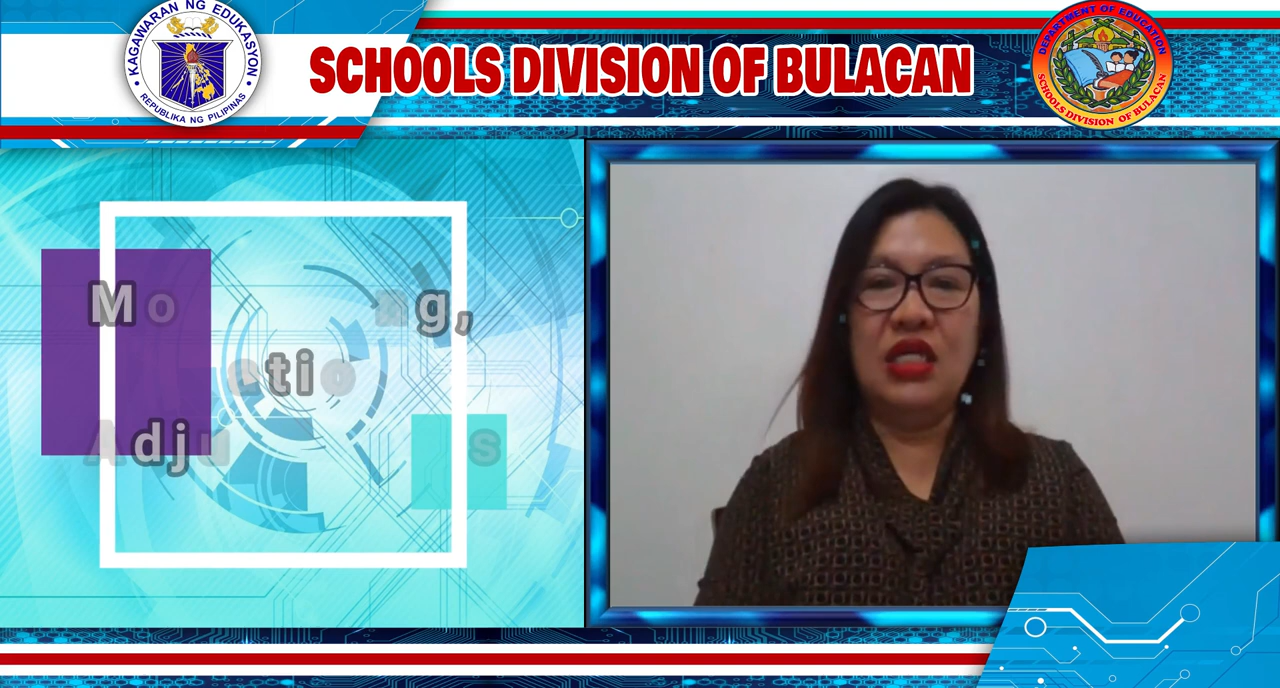 KAGAWARAN NG EDUKASYON
REPUBLIKA NG PILIPINAS
SCHOOLS DIVISION OF BULACAN
DEPARTMENT OF EDUCATION
SCHOOLS DIVISION OF BULACAN